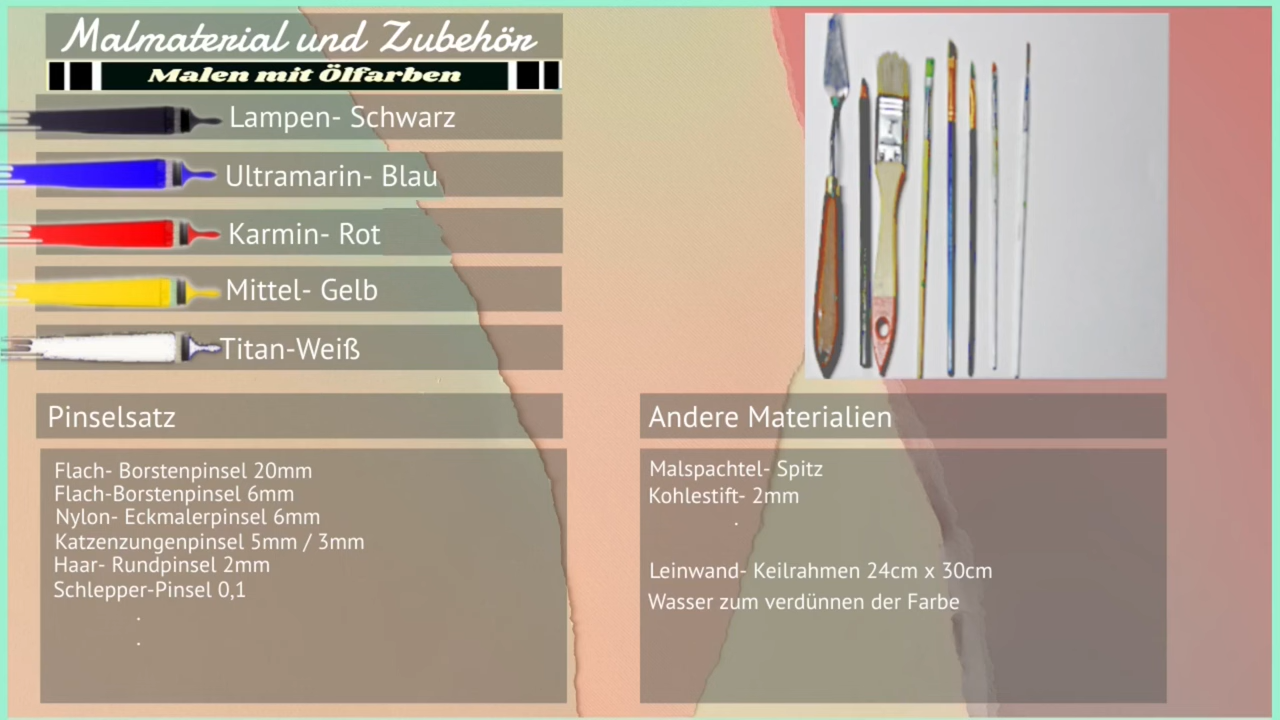 Malmaterial und Zubehör
Malen mit Ölfarben
Lampen- Schwarz
Ultramarin- Blau
Karmin- Rot
Mittel- Gelb
Titan-Weiß
Pinselsatz
Flach- Borstenpinsel 20mm
Flach-Borstenpinsel 6mm
Nylon- Eckmalerpinsel 6mm
Katzenzungenpinsel 5mm / 3mm
Haar- Rundpinsel 2mm
Schlepper-Pinsel 0,1
.
.
Andere Materialien
Malspachtel- Spitz
Kohlestift- 2mm
.
Leinwand- Keilrahmen 24cm x 30cm
Wasser zum verdünnen der Farbe